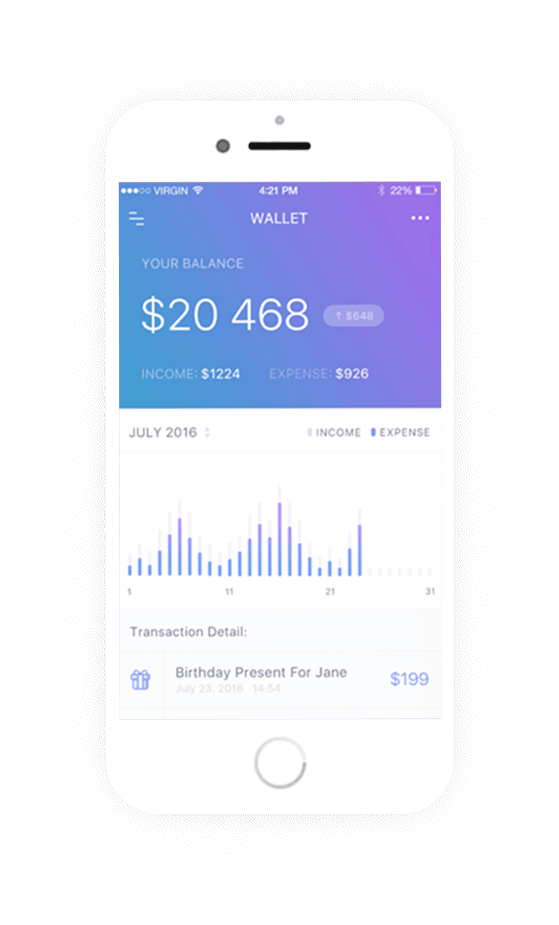 VIRGIN 4:21 PM 22%
WALLET
YOUR BALANCE
$20 468 ↑ $648
INCOME: $1224 EXPENSE: $926
JULY 2016 INCOME EXPENSE
1 11 21 31
Transaction Detail:
Birthday Present For Jane $199
July 23. 2016 14:54